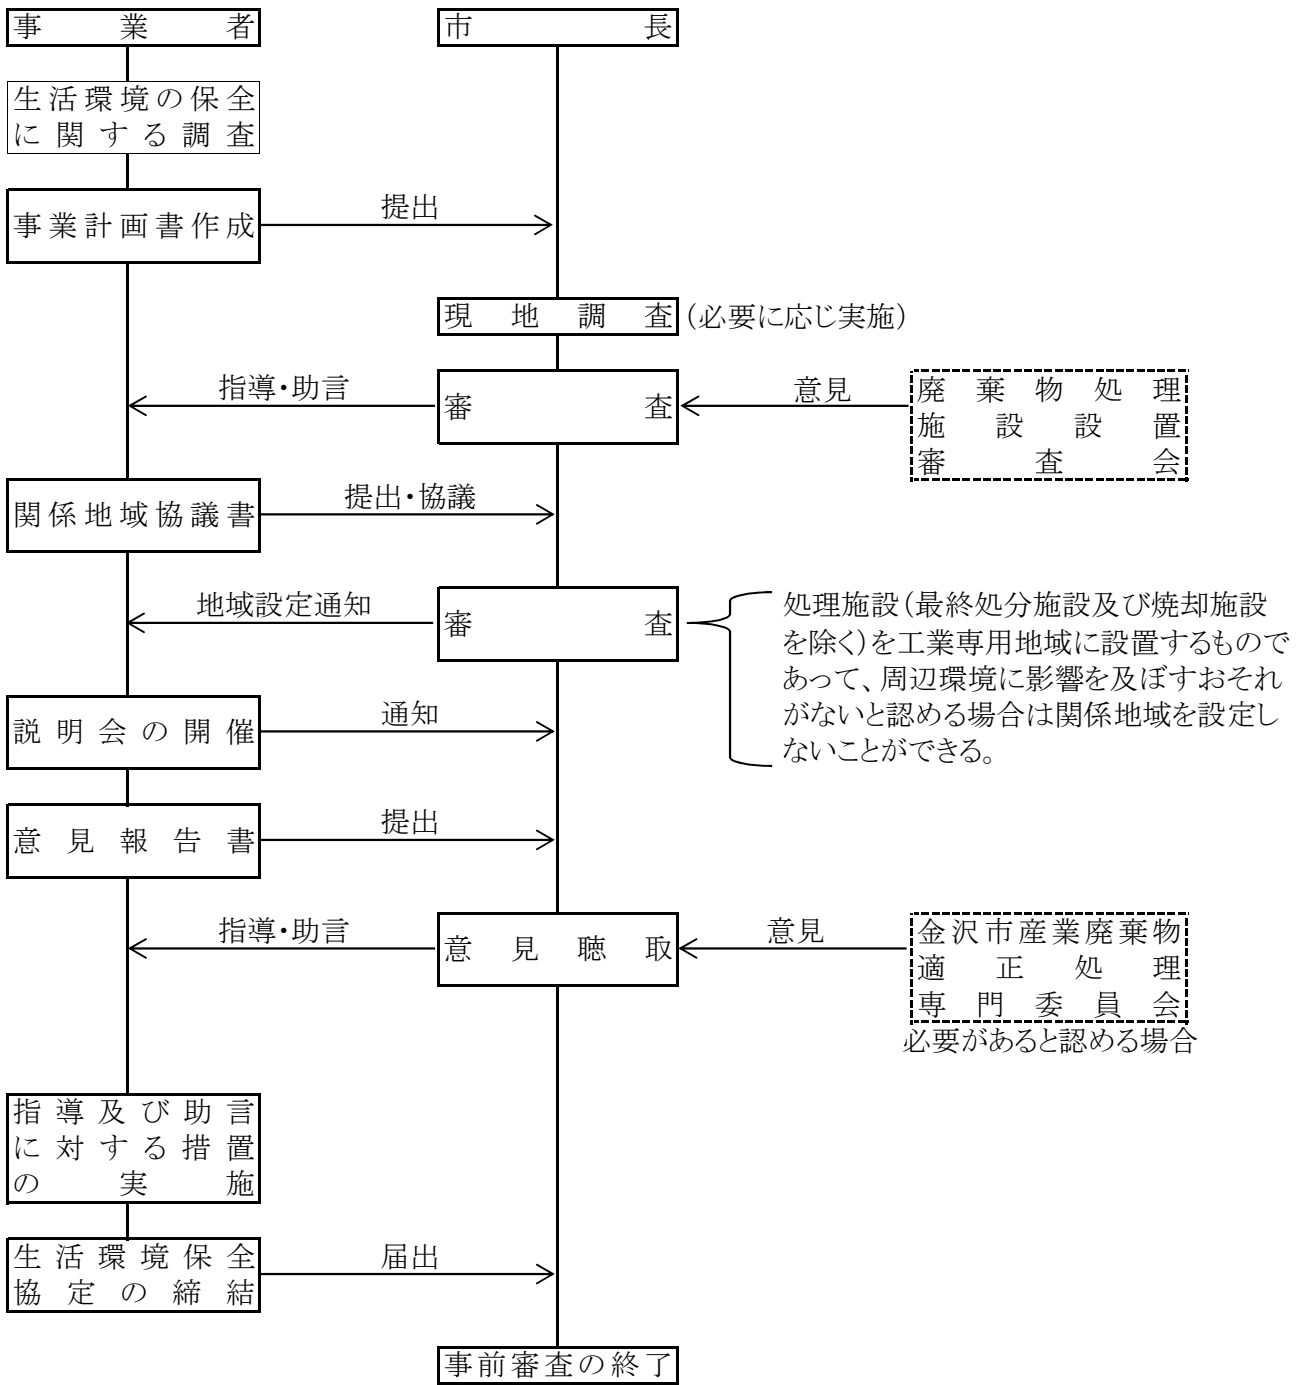 事業者
市長
生活環境の保全
に関する調査
事業計画書作成
提出
現地調査
(必要に応じ実施)
指導・助言
審査
意見
廃棄物処理
施設設置
審査会
関係地域協議書
提出・協議
地域設定通知
審査
処理施設(最終処分施設及び焼却施設
を除く)を工業専用地域に設置するもので
あって、周辺環境に影響を及ぼすおそれ
がないと認める場合は関係地域を設定し
ないことができる。
説明会の開催
通知
意見報告書
提出
指導・助言
意見聴取
意見
金沢市産業廃棄物
適正処理
専門委員会
必要があると認める場合
指導及び助言
に対する措置
の実施
生活環境保全
協定の締結
届出
事前審査の終了